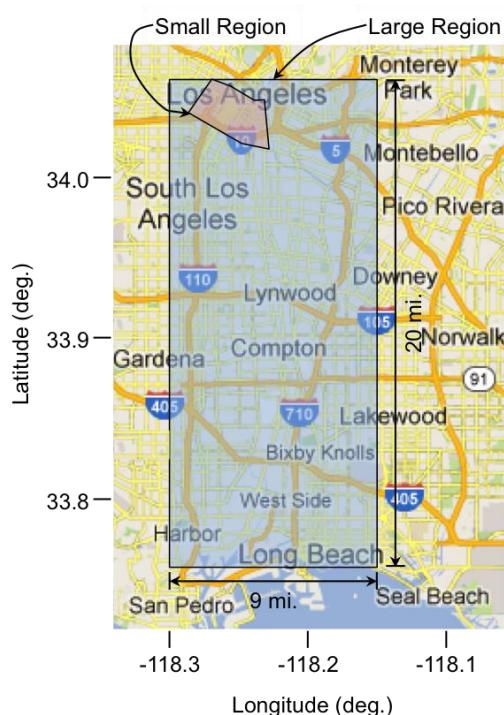 Small Region
Large Region
Monterey
Park
Los Angeles
10
5
Montebello
34.0
South Los
Angeles
Pico Rivera
110
Downey
Lynwood
105
20 mi.
33.9
Norwalk
Compton
Gardena
91
405
710
Lakewood
Bixby Knolls
405
33.8
West Side
Harbor
Long Beach
9 mi.
San Pedro
Seal Beach
-118.3
-118.2
-118.1
Latitude (deg.)
Longitude (deg.)